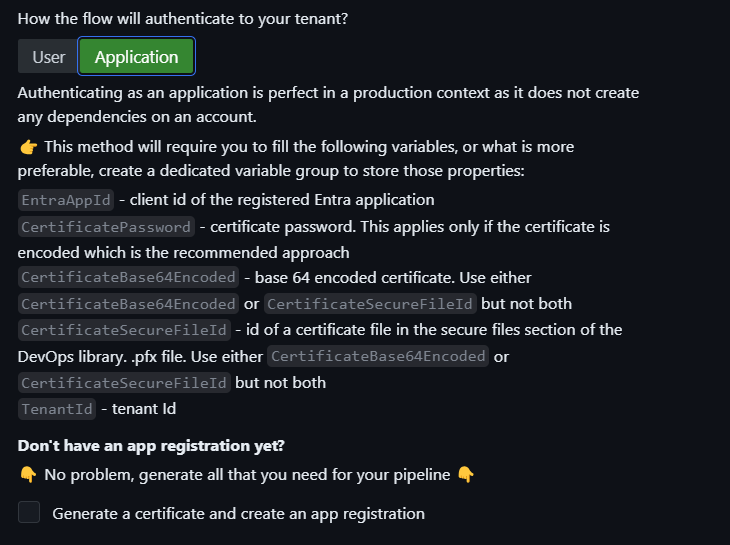 How the flow will authenticate to your tenant?
User Application
Authenticating as an application is perfect in a production context as it does not create
any dependencies on an account.
👉 This method will require you to fill the following variables, or what is more
preferable, create a dedicated variable group to store those properties:
EntraAppId - client id of the registered Entra application
CertificatePassword - certificate password. This applies only if the certificate is
encoded which is the recommended approach
CertificateBase64Encoded - base 64 encoded certificate. Use either
CertificateBase64Encoded or CertificateSecureFileId but not both
CertificateSecureFileId - id of a certificate file in the secure files section of the
DevOps library. .pfx file. Use either CertificateBase64Encoded or
CertificateSecureFileId but not both
TenantId - tenant Id
Don't have an app registration yet?
👇 No problem, generate all that you need for your pipeline 👇
Generate a certificate and create an app registration